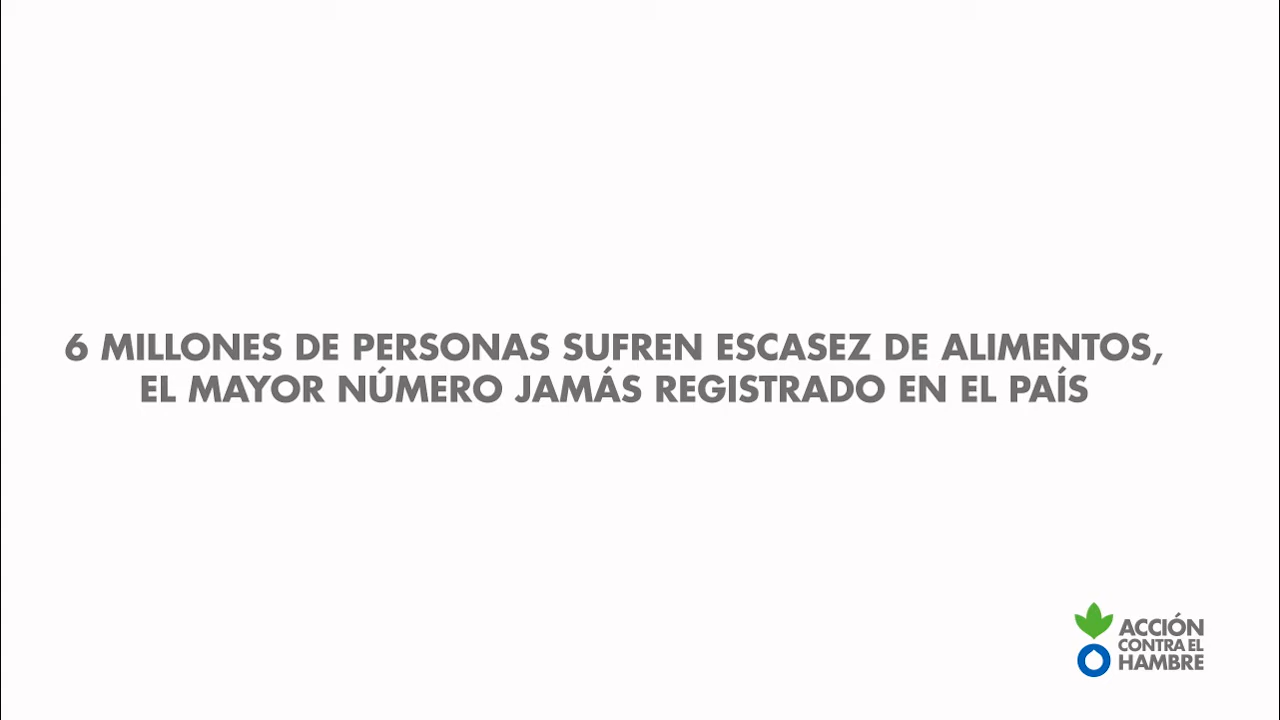 6 MILLONES DE PERSONAS SUFREN ESCASEZ DE ALIMENTOS,
EL MAYOR NÚMERO JAMÁS REGISTRADO EN EL PAÍS
ACCIÓN
CONTRA EL
HAMBRE